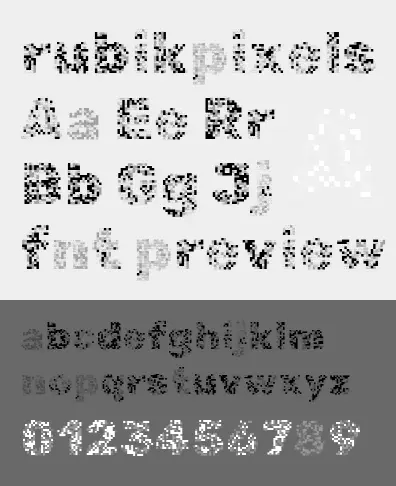 rubikpixels
Aa Ee Rr
Bb Gg Jj
fnt preview
abcdefghijklm
nopqrstuvwxyz
0123456789